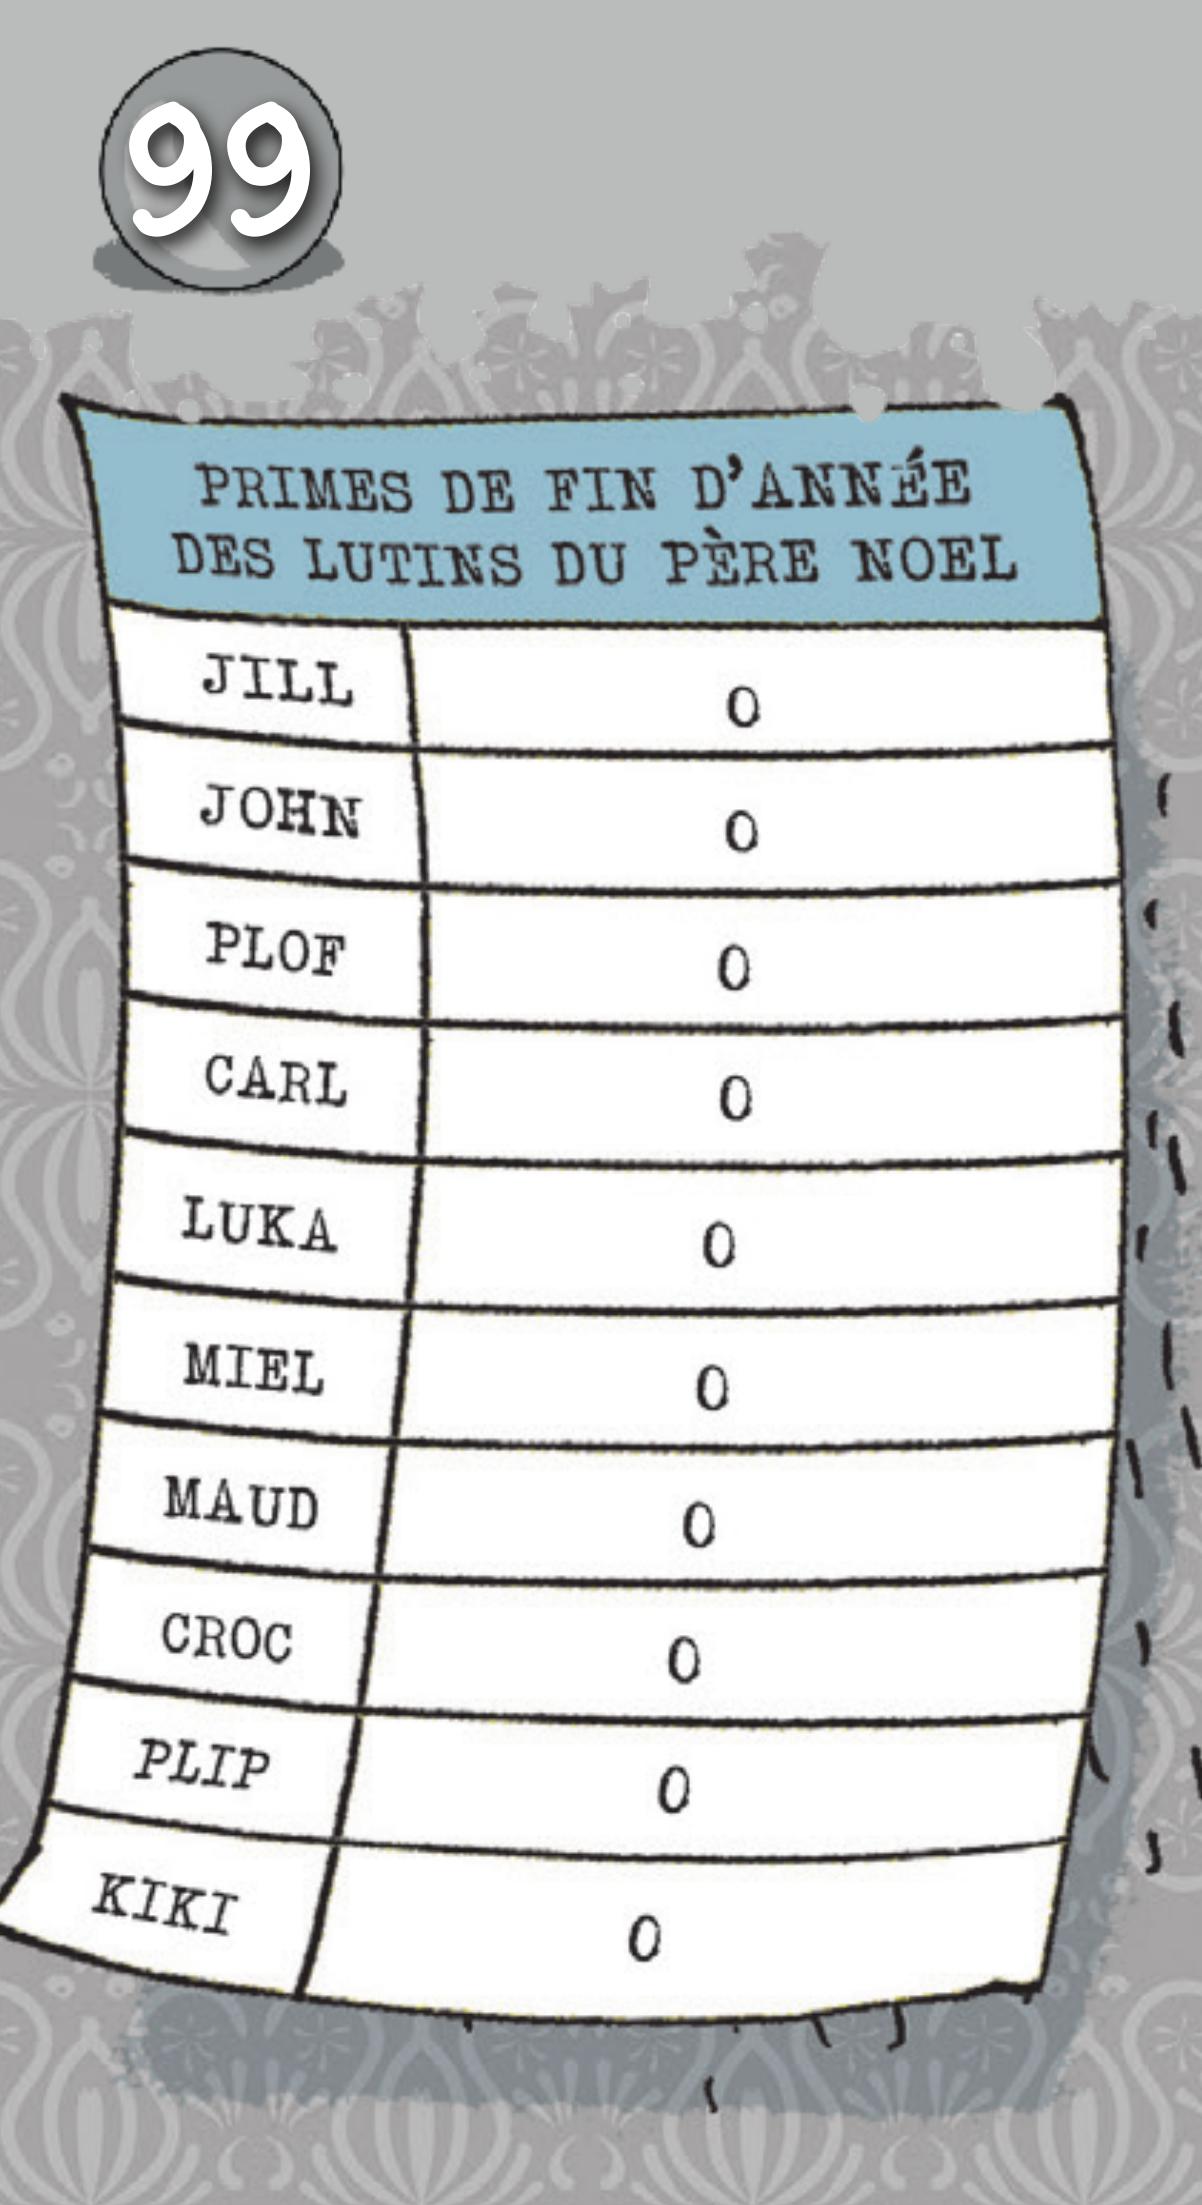 99
PRIMES DE FIN D'ANNÉE
DES LUTINS DU PÈRE NOEL
JILL 0
JOHN 0
PLOF 0
CARL 0
LUKA 0
MIEL 0
MAUD 0
CROC 0
PLIP 0
KIKI 0